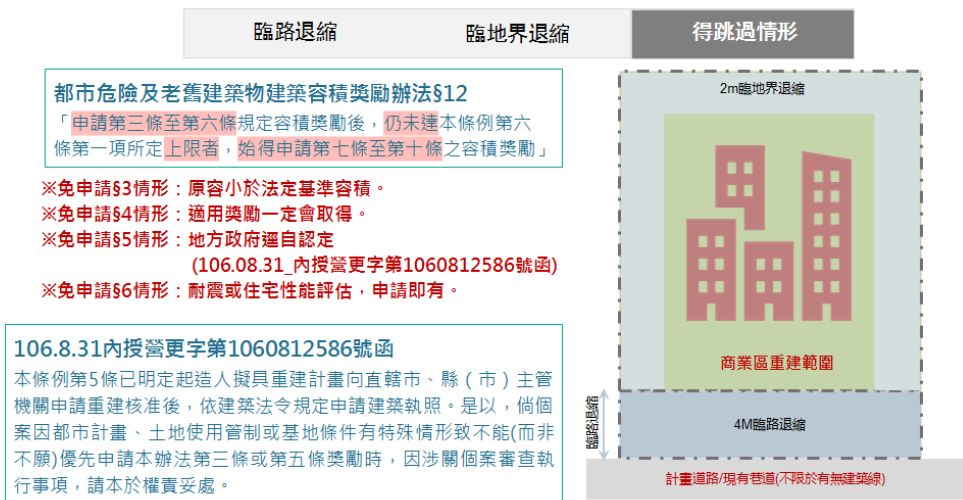 臨路退縮
臨地界退縮
得跳過情形
都市危險及老舊建築物建築容積獎勵辦法§12
「申請第三條至第六條規定容積獎勵後，仍未達本條例第六
條第一項所定上限者，始得申請第七條至第十條之容積獎勵」
※免申請§3情形：原容小於法定基準容積。
※免申請§4情形：適用獎勵一定會取得。
※免申請§5情形：地方政府逕自認定
(106.08.31_內授營更字第1060812586號函)
※免申請§6情形：耐震或住宅性能評估，申請即有。
106.8.31內授營更字第1060812586號函
本條例第5條已明定起造人擬具重建計畫向直轄市、縣（市）主管
機關申請重建核准後，依建築法令規定申請建築執照。是以，倘個
案因都市計畫、土地使用管制或基地條件有特殊情形致不能(而非
不願)優先申請本辦法第三條或第五條獎勵時，因涉關個案審查執
行事項，請本於權責妥處。
2m臨地界退縮
商業區重建範圍
臨路退縮
4M臨路退縮
計畫道路/現有巷道(不限於有無建築線)